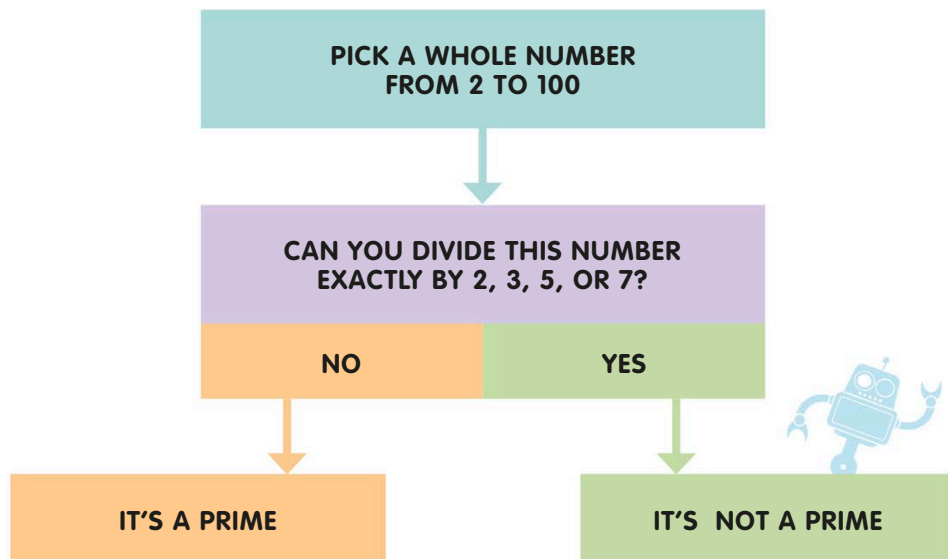 PICK A WHOLE NUMBER
FROM 2 TO 100
CAN YOU DIVIDE THIS NUMBER
EXACTLY BY 2, 3, 5, OR 7?
NO
YES
IT'S A PRIME
IT'S NOT A PRIME